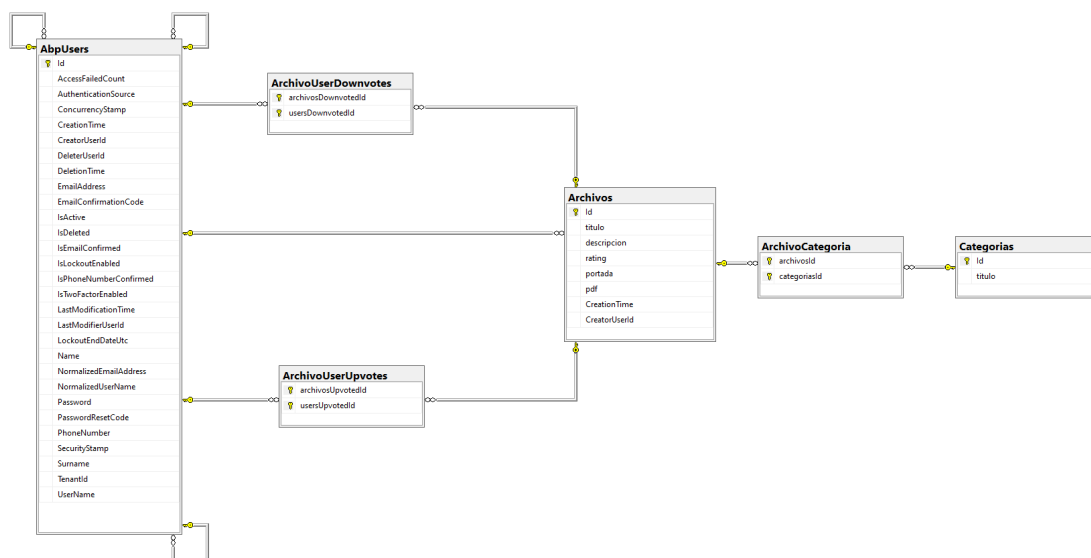 AbpUsers
Id
AccessFailedCount
AuthenticationSource
ConcurrencyStamp
CreationTime
CreatorUserId
DeleterUserId
DeletionTime
EmailAddress
EmailConfirmationCode
IsActive
IsDeleted
IsEmailConfirmed
IsLockoutEnabled
IsPhoneNumberConfirmed
IsTwoFactorEnabled
LastModificationTime
LastModifierUserId
LockoutEndDateUtc
Name
NormalizedEmailAddress
NormalizedUserName
Password
PasswordResetCode
PhoneNumber
SecurityStamp
Surname
TenantId
UserName
ArchivoUserDownvotes
archivosDownvotedId
usersDownvotedId
ArchivoUserUpvotes
archivosUpvotedId
usersUpvotedId
Archivos
Id
titulo
descripcion
rating
portada
pdf
CreationTime
CreatorUserId
ArchivoCategoria
archivosId
categoriasId
Categorias
Id
titulo